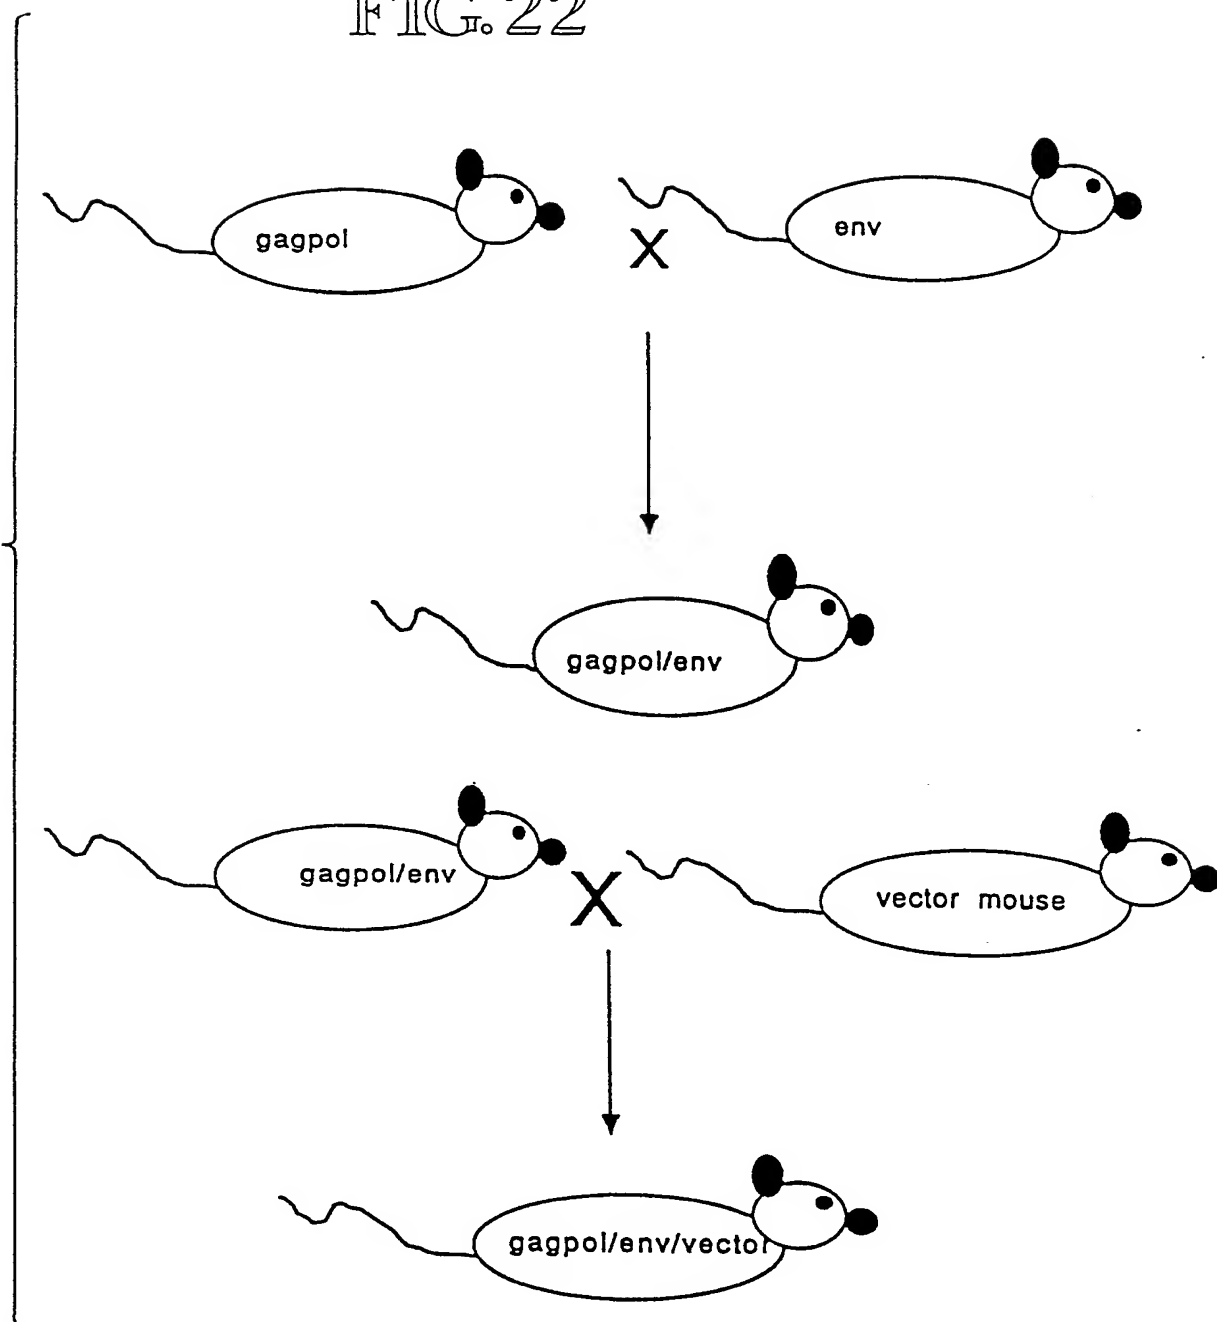 FIG. 22
gagpol
X
env
gagpol/env
gagpol/env
X
vector mouse
gagpol/env/vector